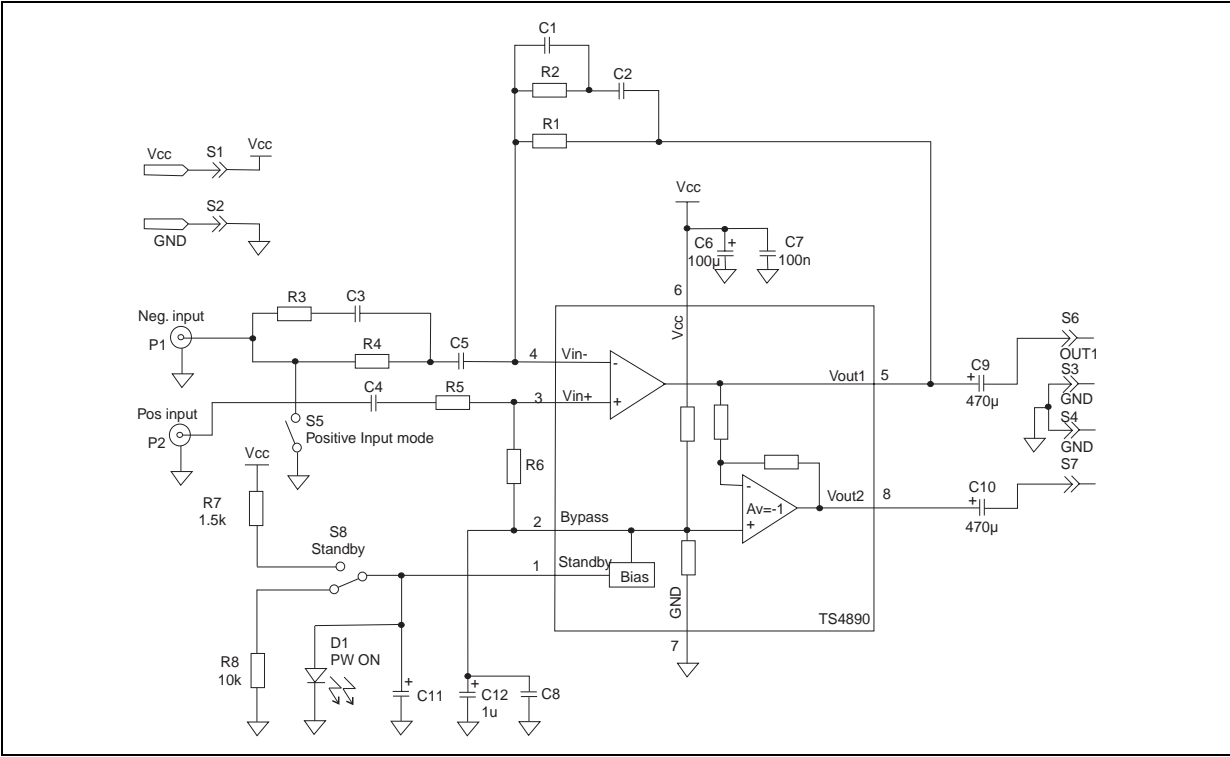 C1
R2
C2
R1
Vcc
S1
Vcc
S2
GND
Vcc
C6
+
100µ
C7
100n
6
Vcc
Neg. input
P1
R3
C3
R4
C5
4
Vin-
-
Vout1
5
C9
+
470µ
S6
OUT1
S3
GND
S4
GND
S7
Pos input
P2
C4
R5
3
Vin+
+
S5
Positive Input mode
R6
Vcc
R7
1.5k
S8
Standby
2
Bypass
1
Standby
Bias
-
Av=-1
+
Vout2
8
C10
+
470µ
GND
TS4890
7
R8
10k
D1
PW ON
+
C11
+
C12
1u
C8